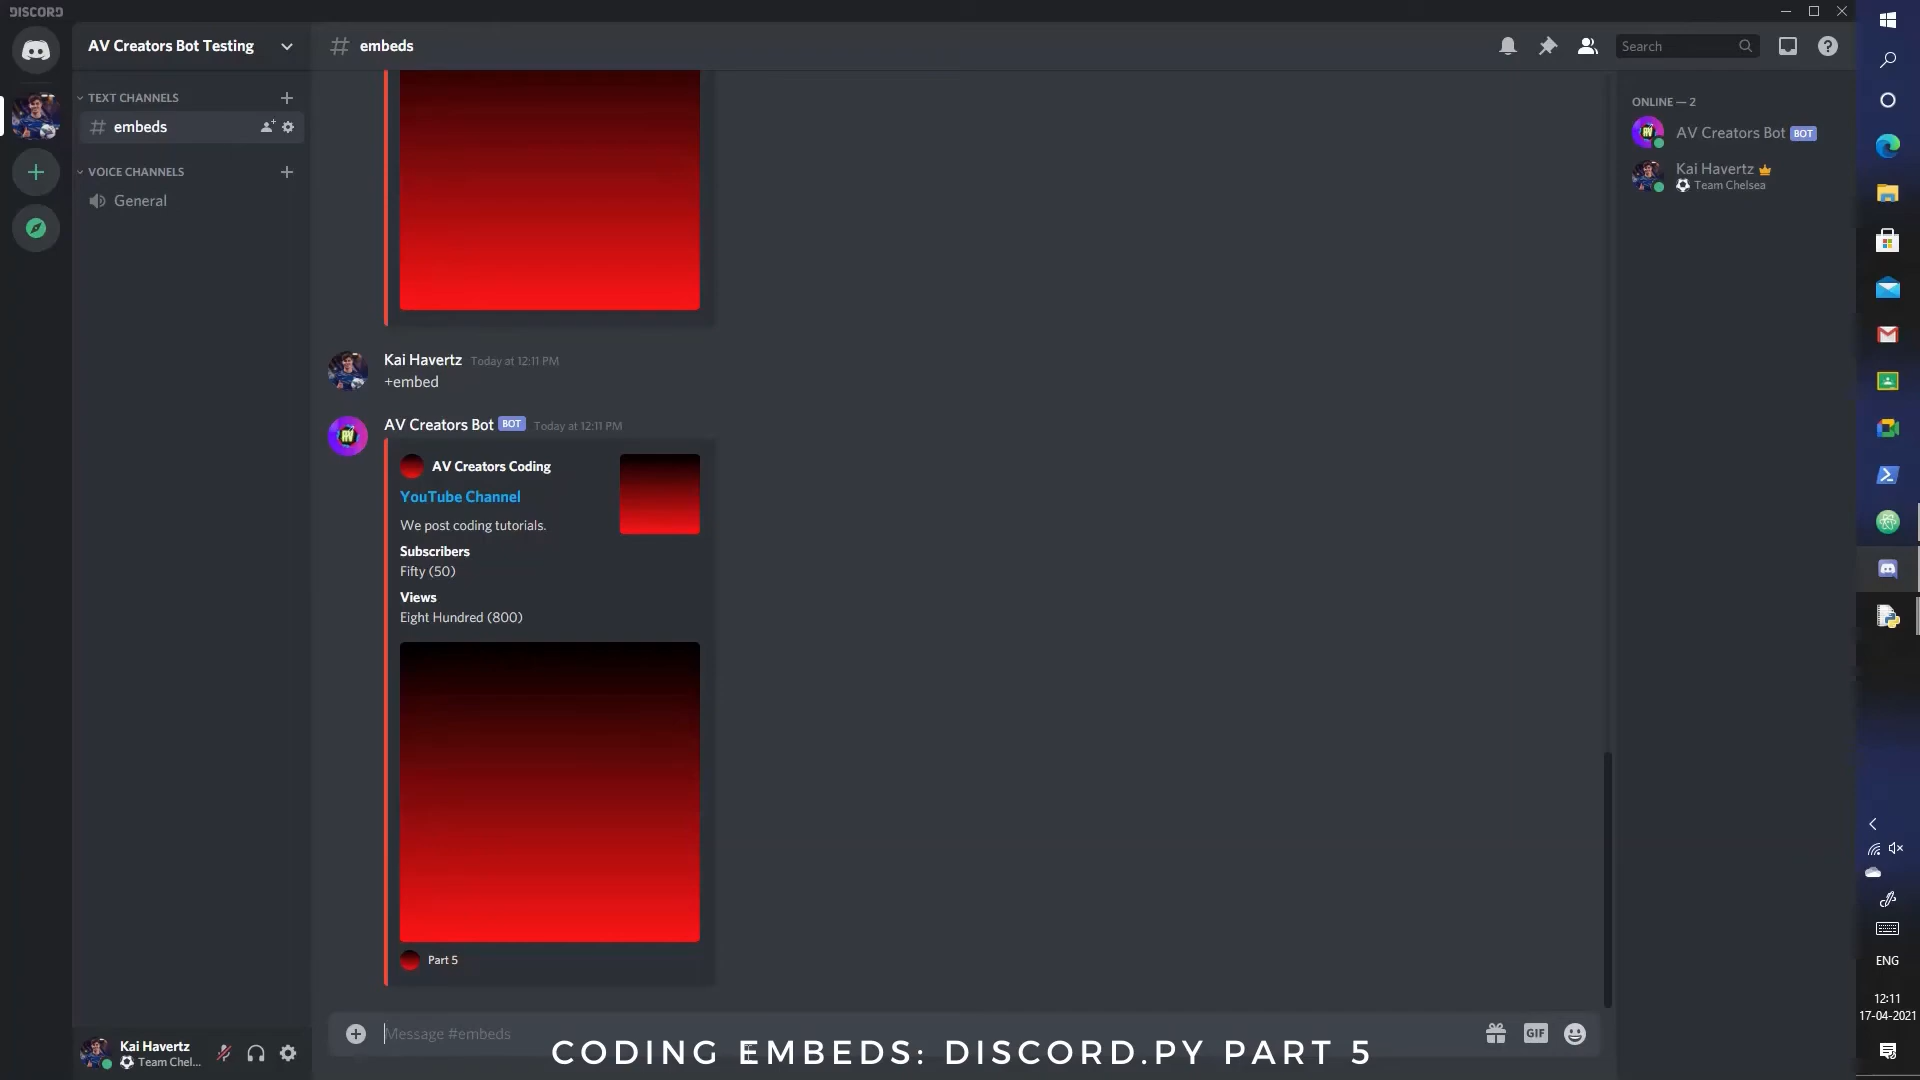 DISCORD
AV Creators Bot Testing
embeds
Search
TEXT CHANNELS
embeds
VOICE CHANNELS
General
ONLINE — 2
AV Creators Bot BOT
Kai Havertz
Team Chelsea
Kai Havertz Today at 12:11 PM
+embed
AV Creators Bot BOT Today at 12:11 PM
AV Creators Coding
YouTube Channel
We post coding tutorials.
Subscribers
Fifty (50)
Views
Eight Hundred (800)
Part 5
Message #embeds
GIF
Kai Havertz
Team Chel...
ENG
12:11
17-04-2021
CODING EMBEDS: DISCORD.PY PART 5